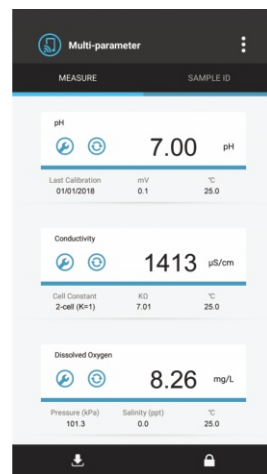 Multi-parameter
MEASURE SAMPLE ID
pH
7.00 pH
Last Calibration mV °C
01/01/2018 0.1 25.0
Conductivity
1413 µS/cm
Cell Constant KΩ °C
2-cell (K=1) 7.01 25.0
Dissolved Oxygen
8.26 mg/L
Pressure (kPa) Salinity (ppt) °C
101.3 0.0 25.0